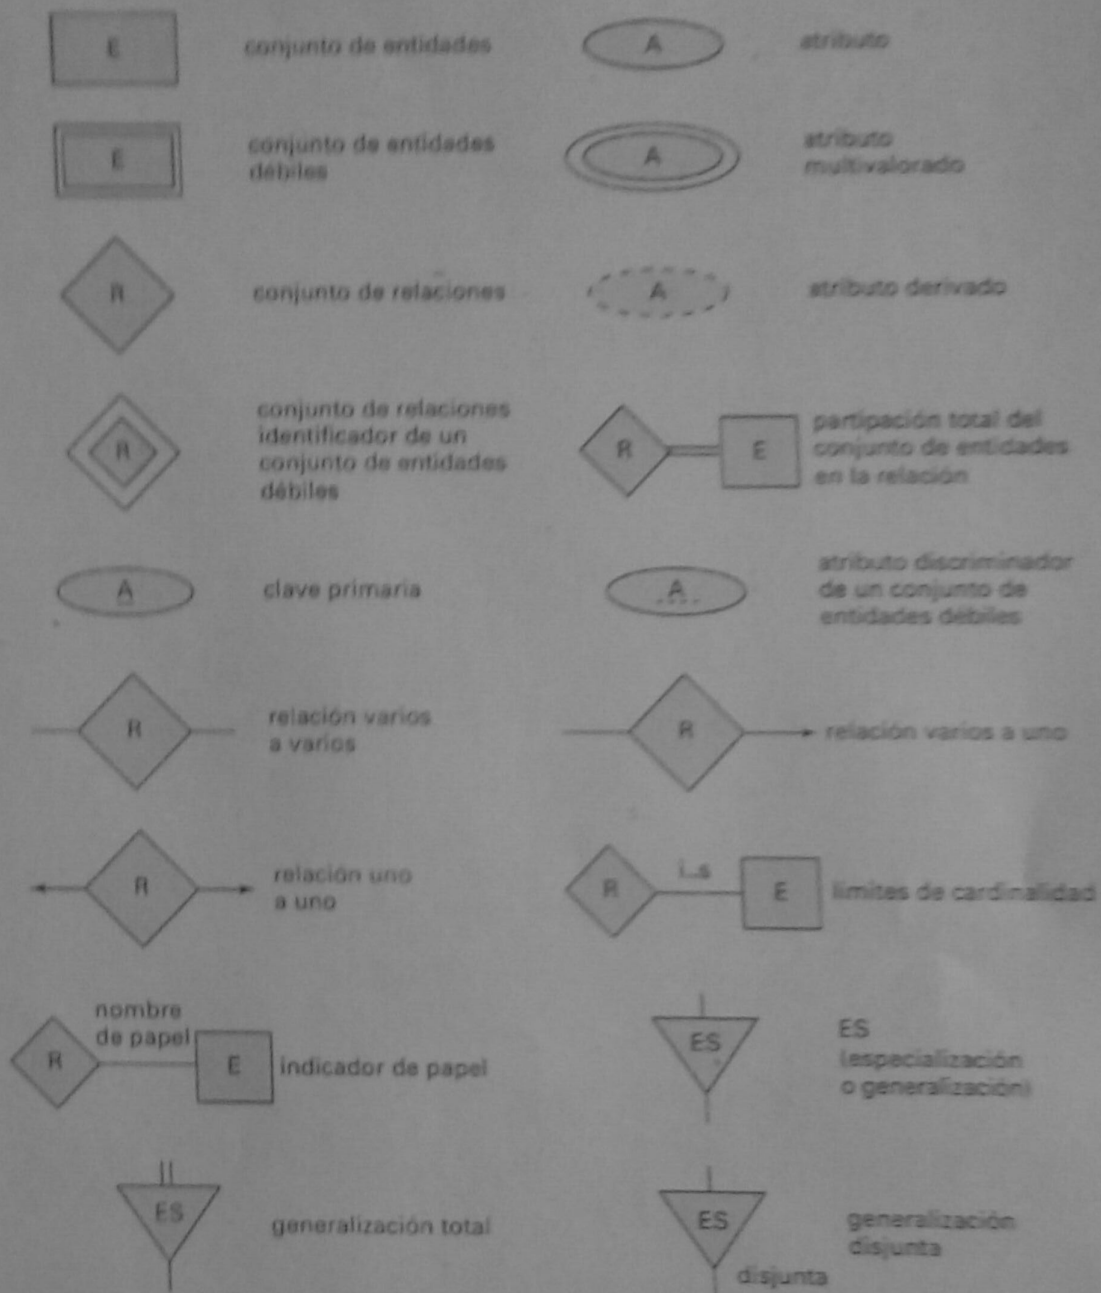 E
conjunto de entidades
A
atributo
E
conjunto de entidades
débiles
A
atributo
multivalorado
R
conjunto de relaciones
A
atributo derivado
R
conjunto de relaciones
identificador de un
conjunto de entidades
débiles
R
E
partipación total del
conjunto de entidades
en la relación
A
clave primaria
A
atributo discriminador
de un conjunto de
entidades débiles
R
relación varios
a varios
R
relación varios a uno
R
relación uno
a uno
R
i..s
E
límites de cardinalidad
R
nombre
de papel
E
indicador de papel
ES
ES
(especialización
o generalización)
ES
generalización total
ES
disjunta
generalización
disjunta